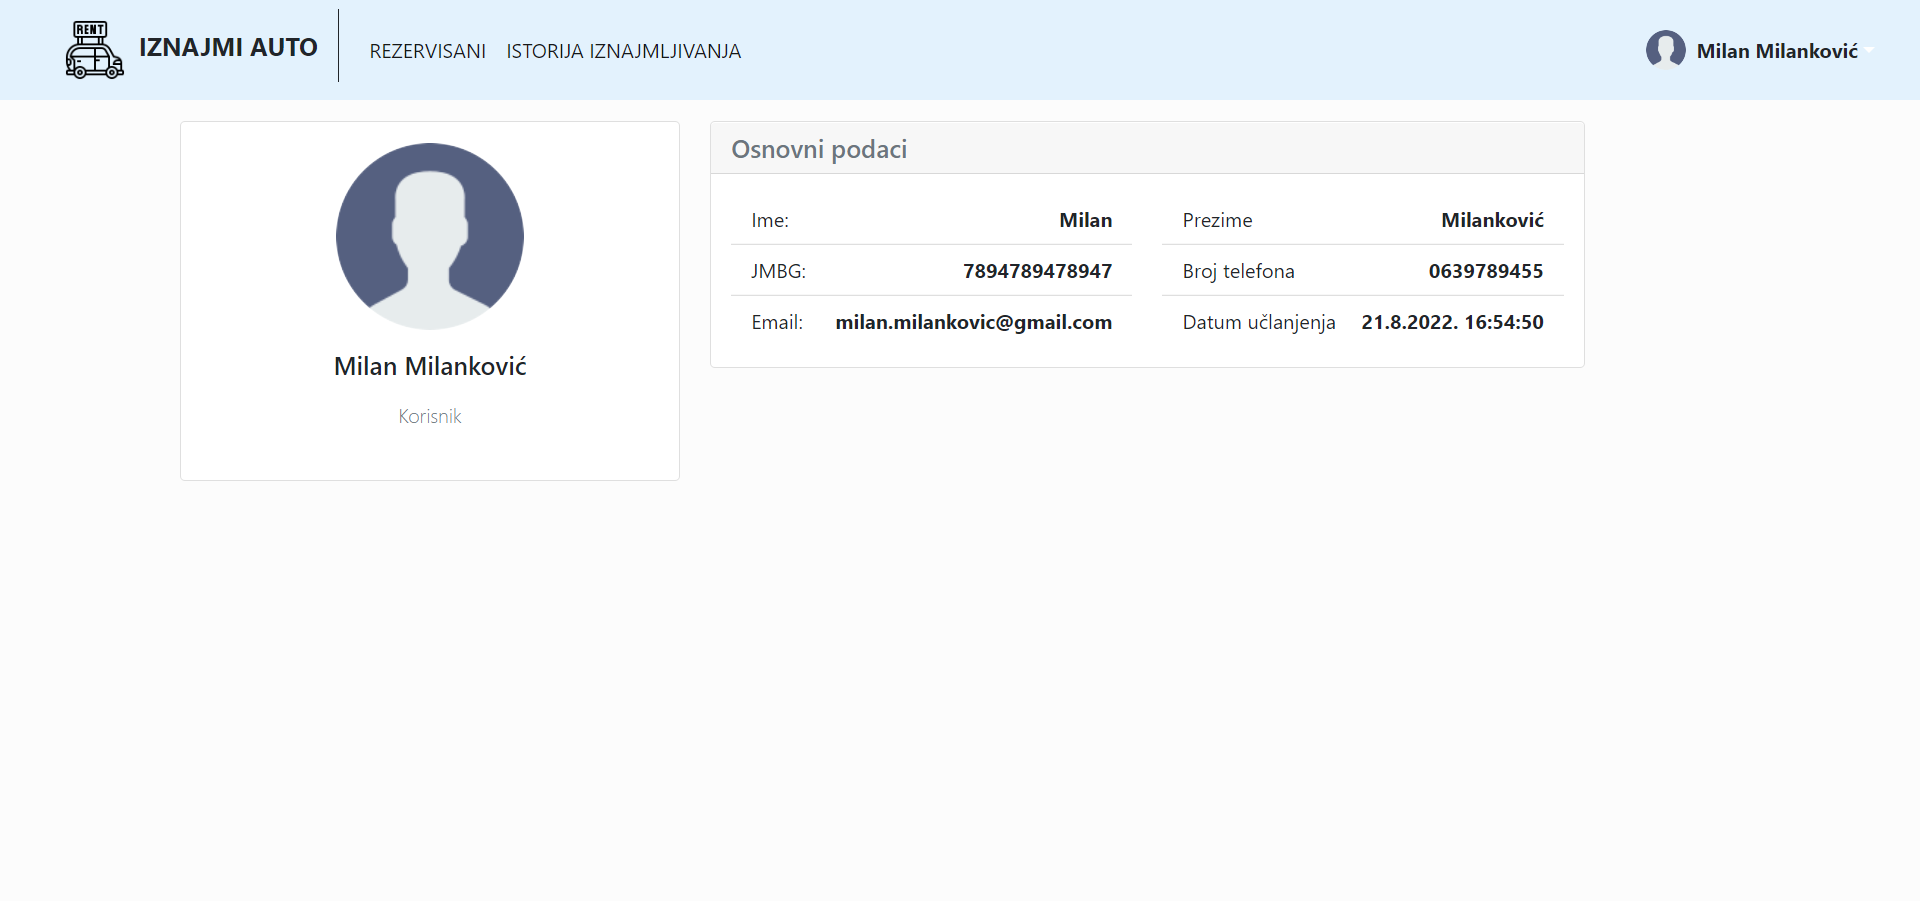 RENT
IZNAJMI AUTO
REZERVISANI
ISTORIJA IZNAJMLJIVANJA
Milan Milanković
Milan Milanković
Korisnik
Osnovni podaci
Ime: Milan
Prezime Milanković
JMBG: 7894789478947
Broj telefona 0639789455
Email: milan.milankovic@gmail.com
Datum učlanjenja 21.8.2022. 16:54:50